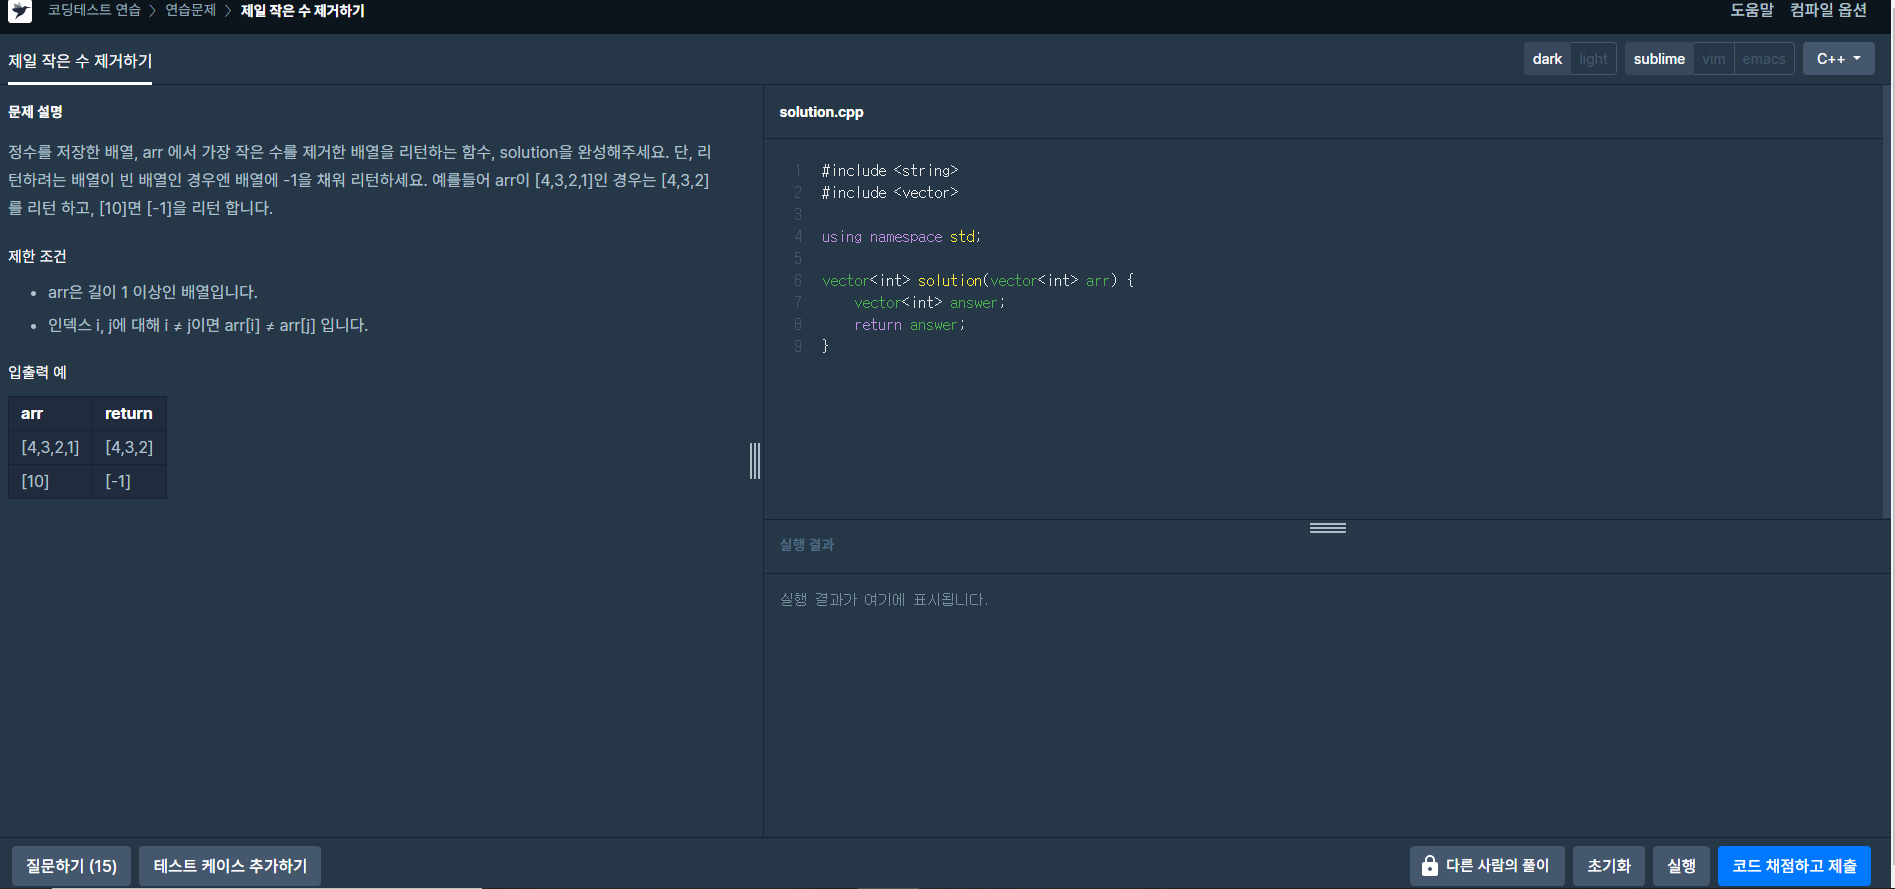 코딩테스트 연습 > 연습문제 > 제일 작은 수 제거하기
도움말 컴파일 옵션
제일 작은 수 제거하기
dark light sublime vim emacs C++
문제 설명
정수를 저장한 배열, arr 에서 가장 작은 수를 제거한 배열을 리턴하는 함수, solution을 완성해주세요. 단, 리
턴하려는 배열이 빈 배열인 경우엔 배열에 -1을 채워 리턴하세요. 예를들어 arr이 [4,3,2,1]인 경우는 [4,3,2]
를 리턴 하고, [10]면 [-1]을 리턴 합니다.
제한 조건
• arr은 길이 1 이상인 배열입니다.
• 인덱스 i, j에 대해 i ≠ j이면 arr[i] ≠ arr[j] 입니다.
입출력 예
arr return
[4,3,2,1] [4,3,2]
[10] [-1]
solution.cpp
1 #include <string>
2 #include <vector>
3
4 using namespace std;
5
6 vector<int> solution(vector<int> arr) {
7     vector<int> answer;
8     return answer;
9 }
실행 결과
실행 결과가 여기에 표시됩니다.
질문하기 (15) 테스트 케이스 추가하기
다른 사람의 풀이 초기화 실행 코드 채점하고 제출